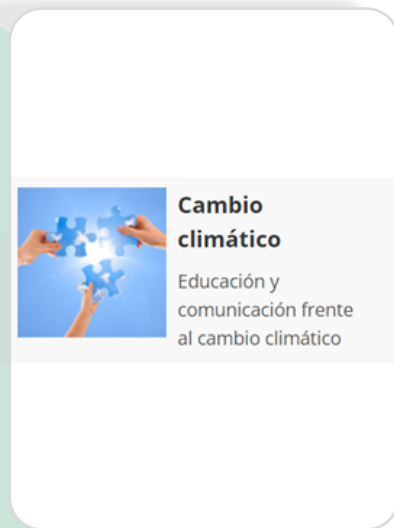 Cambio
climático
Educación y
comunicación frente
al cambio climático